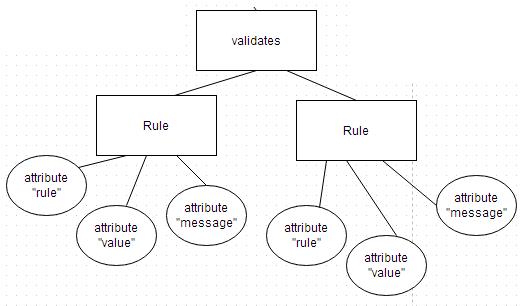 validates
Rule
Rule
attribute
"rule"
attribute
"value"
attribute
"message"
attribute
"rule"
attribute
"value"
attribute
"message"